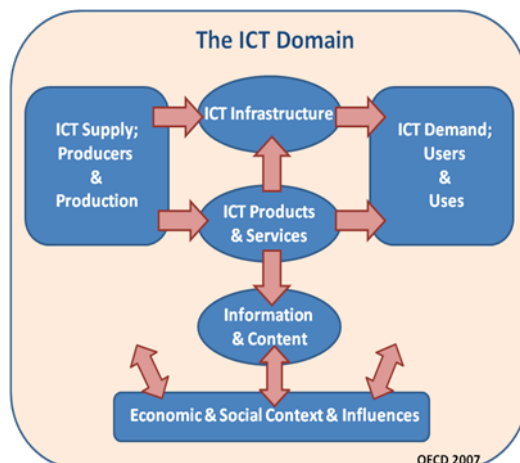 The ICT Domain
ICT Supply;
Producers
&
Production
ICT Infrastructure
ICT Demand;
Users
&
Uses
ICT Products
& Services
Information
& Content
Economic & Social Context & Influences
OECD 2007